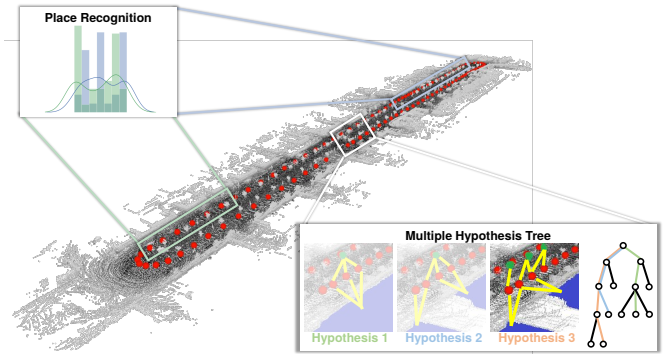 Place Recognition
Multiple Hypothesis Tree
Hypothesis 1
Hypothesis 2
Hypothesis 3